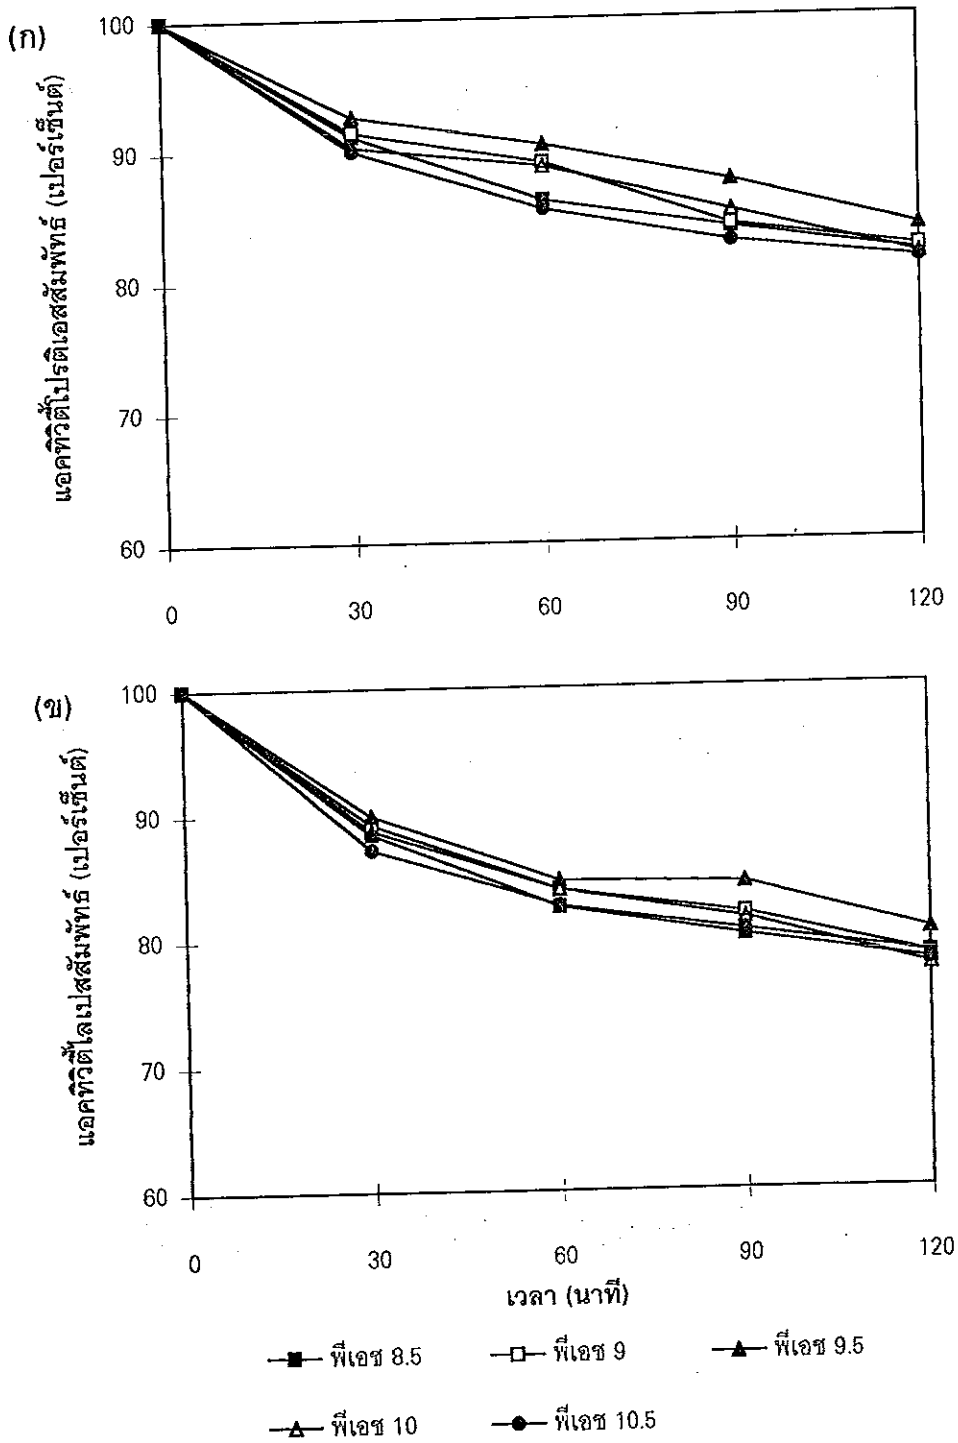 (ก)
แอคทิวิตี้โปรติเอสสัมพัทธ์ (เปอร์เซ็นต์)
100
90
80
70
60
0 30 60 90 120
(ข)
แอคทิวิตี้ไลเปสสัมพัทธ์ (เปอร์เซ็นต์)
100
90
80
70
60
0 30 60 90 120
เวลา (นาที)
พีเอช 8.5 พีเอช 9 พีเอช 9.5
พีเอช 10 พีเอช 10.5